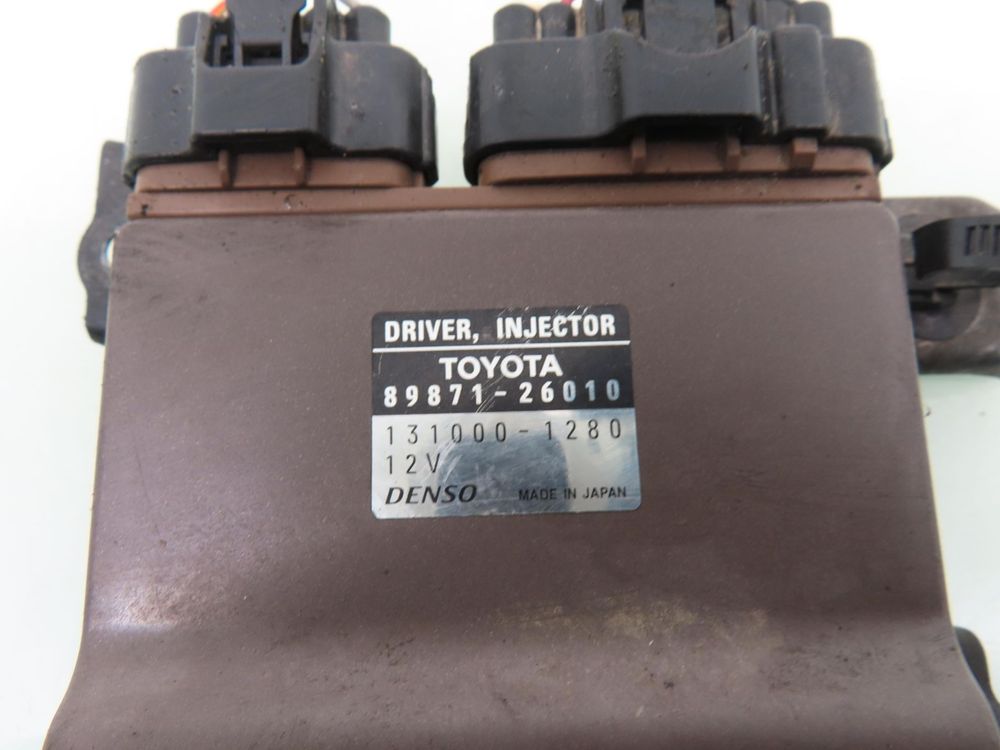 DRIVER, INJECTOR
TOYOTA
89871-26010
131000-1280
12V
DENSO MADE IN JAPAN